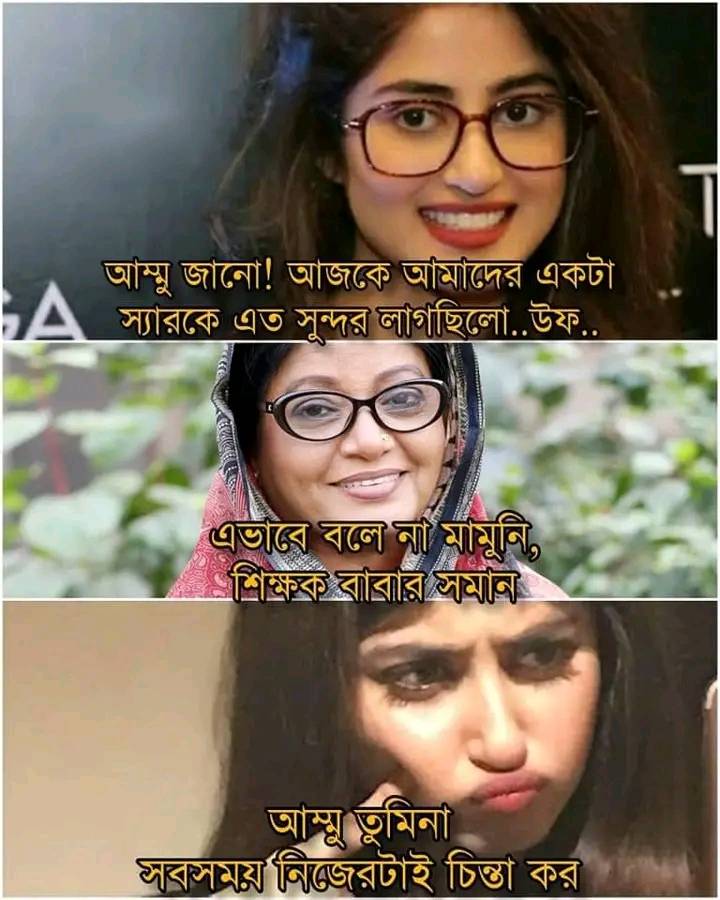 আম্মু জানো! আজকে আমাদের একটা
স্যারকে এত সুন্দর লাগছিলো..উফ..
এভাবে বলে না মামুনি,
শিক্ষক বাবার সমান
আম্মু তুমিনা
সবসময় নিজেরটাই চিন্তা কর